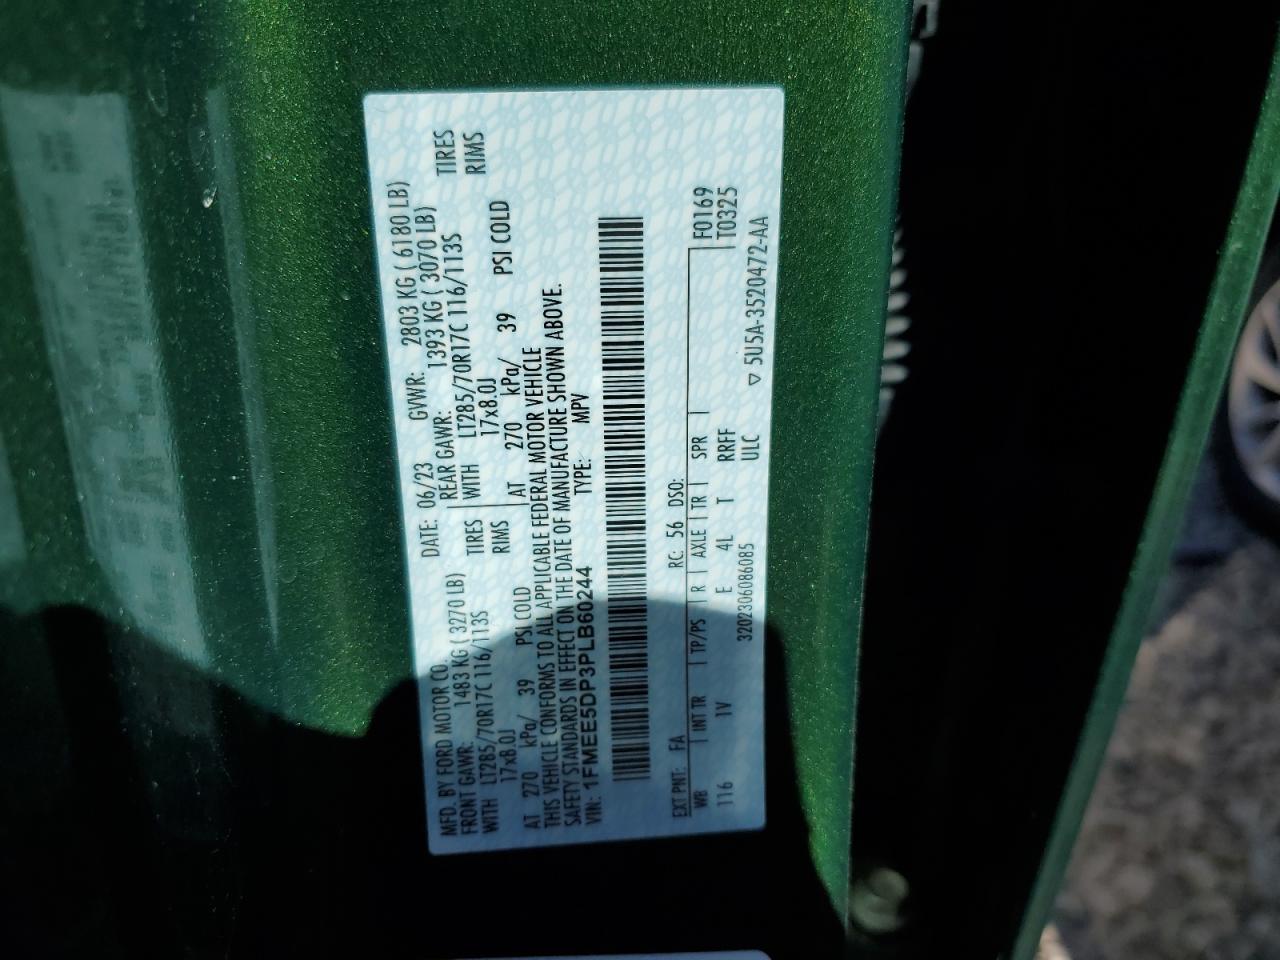 MFD. BY FORD MOTOR CO.
DATE: 06/23 GVWR: 2803 KG ( 6180 LB)
FRONT GAWR: 1483 KG ( 3270 LB) REAR GAWR: 1393 KG ( 3070 LB)
WITH LT285/70R17C 116/113S TIRES WITH LT285/70R17C 116/113S TIRES
17x8.0J RIMS 17x8.0J RIMS
AT 270 kPa/ 39 PSI COLD AT 270 kPa/ 39 PSI COLD
THIS VEHICLE CONFORMS TO ALL APPLICABLE FEDERAL MOTOR VEHICLE
SAFETY STANDARDS IN EFFECT ON THE DATE OF MANUFACTURE SHOWN ABOVE.
VIN: 1FMEE5DP3PLB60244 TYPE: MPV
EXT PNT: FA RC: 56 DSO:
WB INT TR TP/PS R AXLE TR SPR F0169
116 1V E 4L T RRFF T0325
3202306086085 ULC ▽ 5U5A-3520472-AA